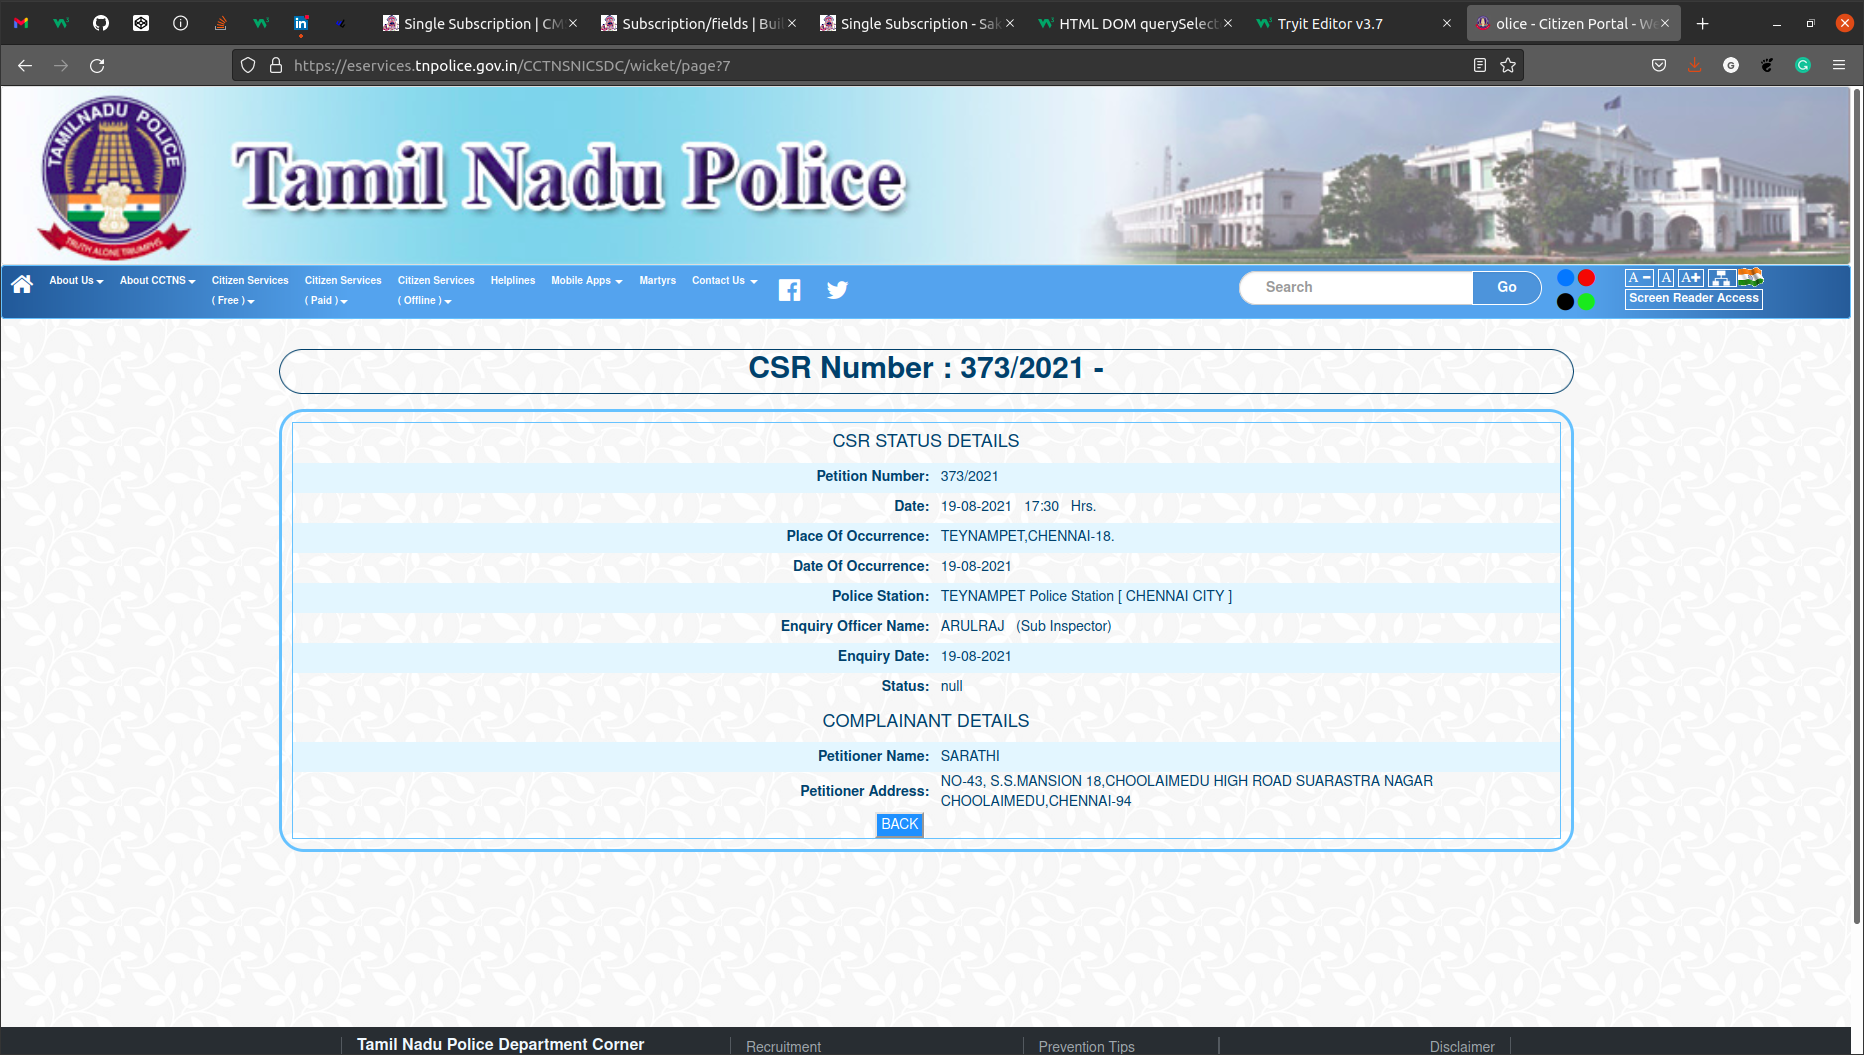 Single Subscription | CM
Subscription/fields | Buil
Single Subscription - Sak
HTML DOM querySelect
Tryit Editor v3.7
olice - Citizen Portal - We
https://eservices.tnpolice.gov.in/CCTNSNICSDC/wicket/page?7
TAMILNADU POLICE
TRUTH ALONE TRIUMPHS
Tamil Nadu Police
About Us
About CCTNS
Citizen Services
( Free )
Citizen Services
( Paid )
Citizen Services
( Offline )
Helplines
Mobile Apps
Martyrs
Contact Us
Search
Go
A -
A
A+
Screen Reader Access
CSR Number : 373/2021 -
CSR STATUS DETAILS
Petition Number: 373/2021
Date: 19-08-2021 17:30 Hrs.
Place Of Occurrence: TEYNAMPET,CHENNAI-18.
Date Of Occurrence: 19-08-2021
Police Station: TEYNAMPET Police Station [ CHENNAI CITY ]
Enquiry Officer Name: ARULRAJ (Sub Inspector)
Enquiry Date: 19-08-2021
Status: null
COMPLAINANT DETAILS
Petitioner Name: SARATHI
Petitioner Address: NO-43, S.S.MANSION 18,CHOOLAIMEDU HIGH ROAD SUARASTRA NAGAR
CHOOLAIMEDU,CHENNAI-94
BACK
Tamil Nadu Police Department Corner
Recruitment
Prevention Tips
Disclaimer